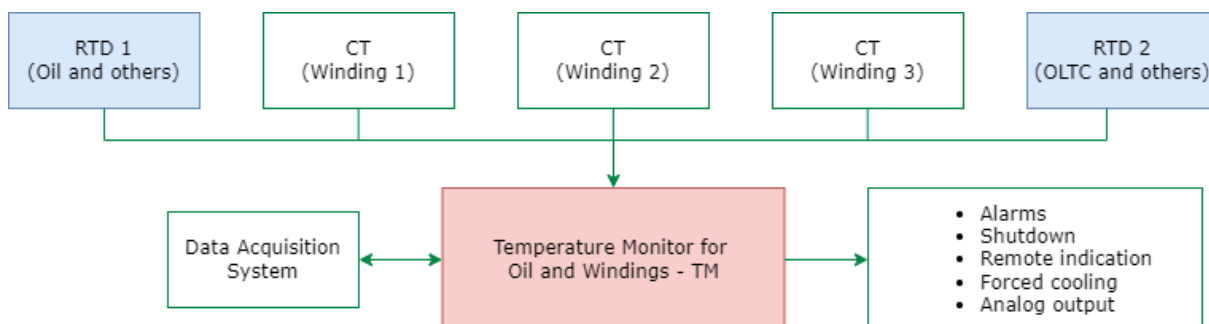 RTD 1
(Oil and others)
CT
(Winding 1)
CT
(Winding 2)
CT
(Winding 3)
RTD 2
(OLTC and others)
Data Acquisition
System
Temperature Monitor for
Oil and Windings - TM
• Alarms
• Shutdown
• Remote indication
• Forced cooling
• Analog output